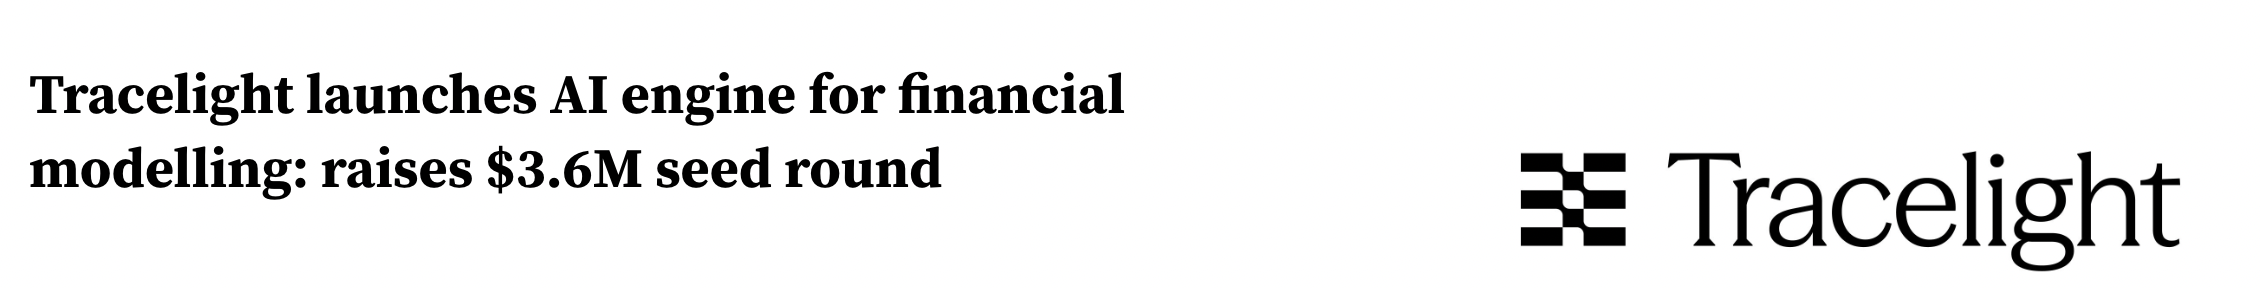 Tracelight launches AI engine for financial
modelling: raises $3.6M seed round
Tracelight